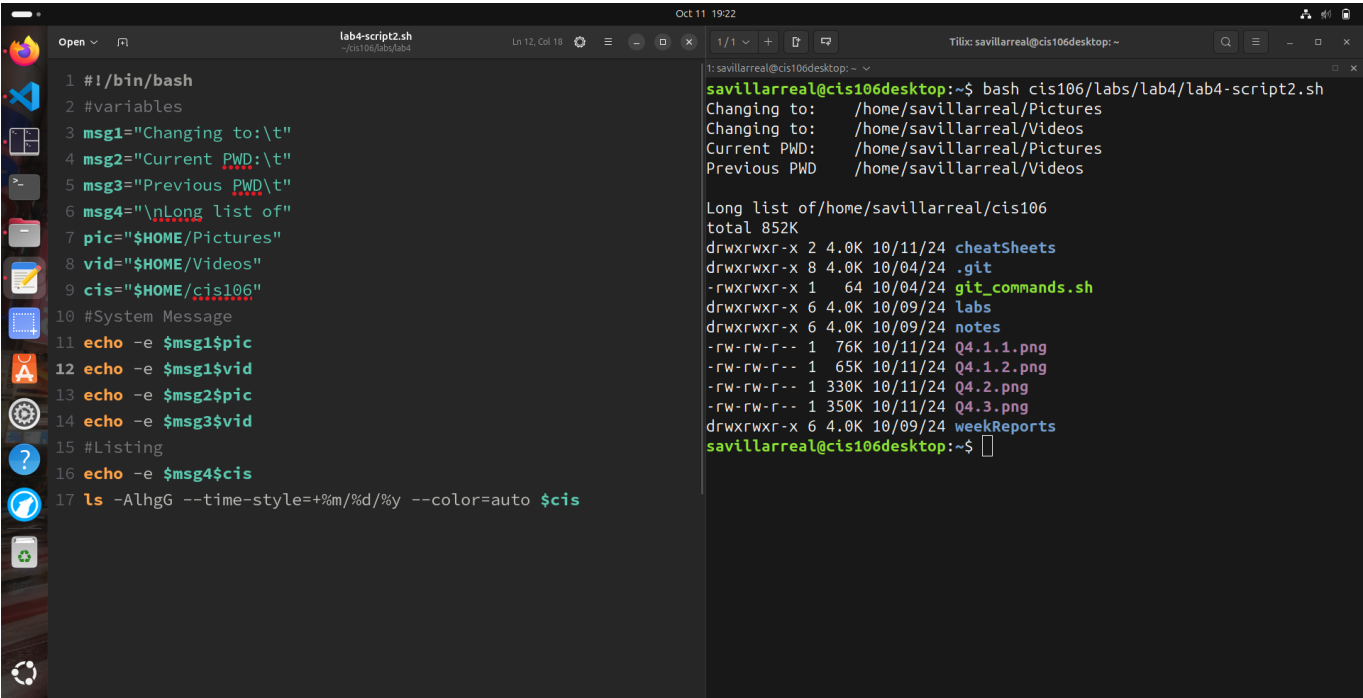 Oct 11 19:22
Open
lab4-script2.sh
~/cis106/labs/lab4
Ln 12, Col 18
1 #!/bin/bash
2 #variables
3 msg1="Changing to:\t"
4 msg2="Current PWD:\t"
5 msg3="Previous PWD\t"
6 msg4="\nLong list of"
7 pic="$HOME/Pictures"
8 vid="$HOME/Videos"
9 cis="$HOME/cis106"
10 #System Message
11 echo -e $msg1$pic
12 echo -e $msg1$vid
13 echo -e $msg2$pic
14 echo -e $msg3$vid
15 #Listing
16 echo -e $msg4$cis
17 ls -AlhgG --time-style=+%m/%d/%y --color=auto $cis
1/1
Tilix: savillarreal@cis106desktop: ~
1: savillarreal@cis106desktop: ~
savillarreal@cis106desktop:~$ bash cis106/labs/lab4/lab4-script2.sh
Changing to:    /home/savillarreal/Pictures
Changing to:    /home/savillarreal/Videos
Current PWD:    /home/savillarreal/Pictures
Previous PWD    /home/savillarreal/Videos
Long list of/home/savillarreal/cis106
total 852K
drwxrwxr-x 2 4.0K 10/11/24 cheatSheets
drwxrwxr-x 8 4.0K 10/04/24 .git
-rwxrwxr-x 1   64 10/04/24 git_commands.sh
drwxrwxr-x 6 4.0K 10/09/24 labs
drwxrwxr-x 6 4.0K 10/09/24 notes
-rw-rw-r-- 1  76K 10/11/24 Q4.1.1.png
-rw-rw-r-- 1  65K 10/11/24 Q4.1.2.png
-rw-rw-r-- 1 330K 10/11/24 Q4.2.png
-rw-rw-r-- 1 350K 10/11/24 Q4.3.png
drwxrwxr-x 6 4.0K 10/09/24 weekReports
savillarreal@cis106desktop:~$